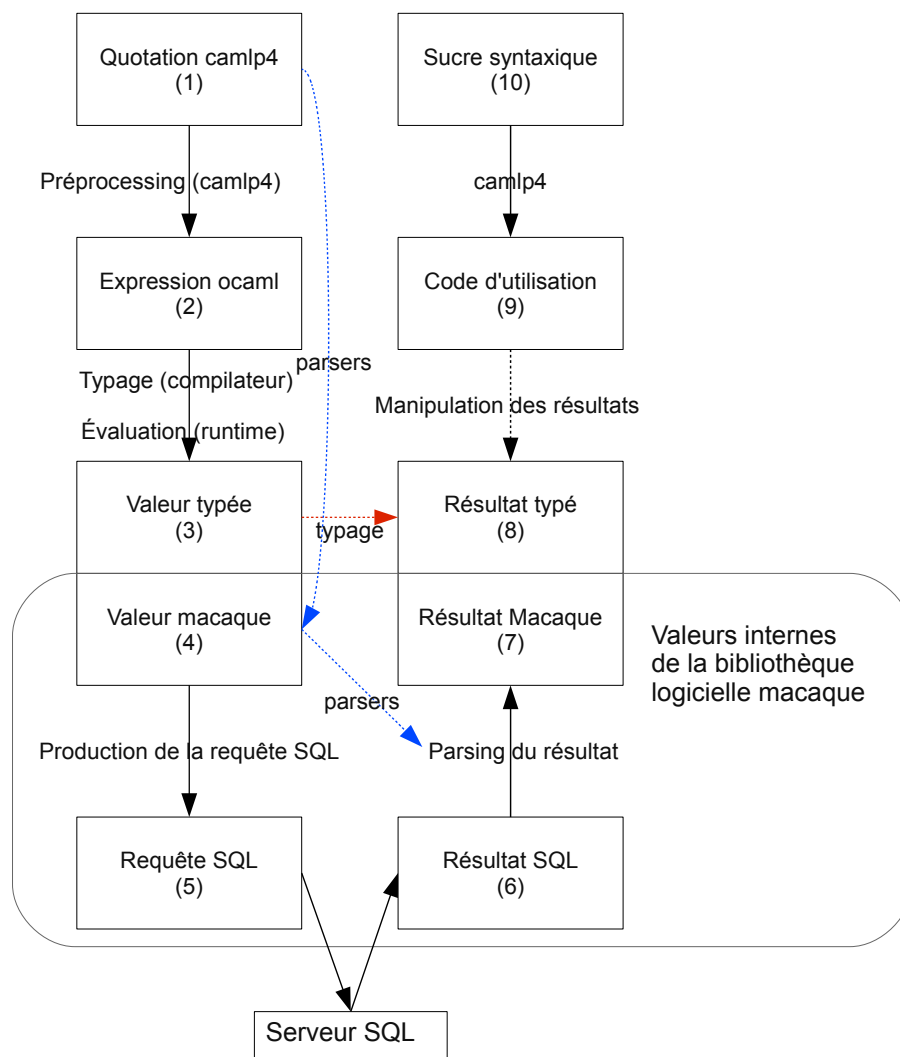 Quotation camlp4
(1)
Sucre syntaxique
(10)
Préprocessing (camlp4)
camlp4
Expression ocaml
(2)
Code d'utilisation
(9)
parsers
Typage (compilateur)
Manipulation des résultats
Évaluation (runtime)
Valeur typée
(3)
typage
Résultat typé
(8)
Valeur macaque
(4)
Résultat Macaque
(7)
Valeurs internes
de la bibliothèque
logicielle macaque
parsers
Production de la requête SQL
Parsing du résultat
Requête SQL
(5)
Résultat SQL
(6)
Serveur SQL